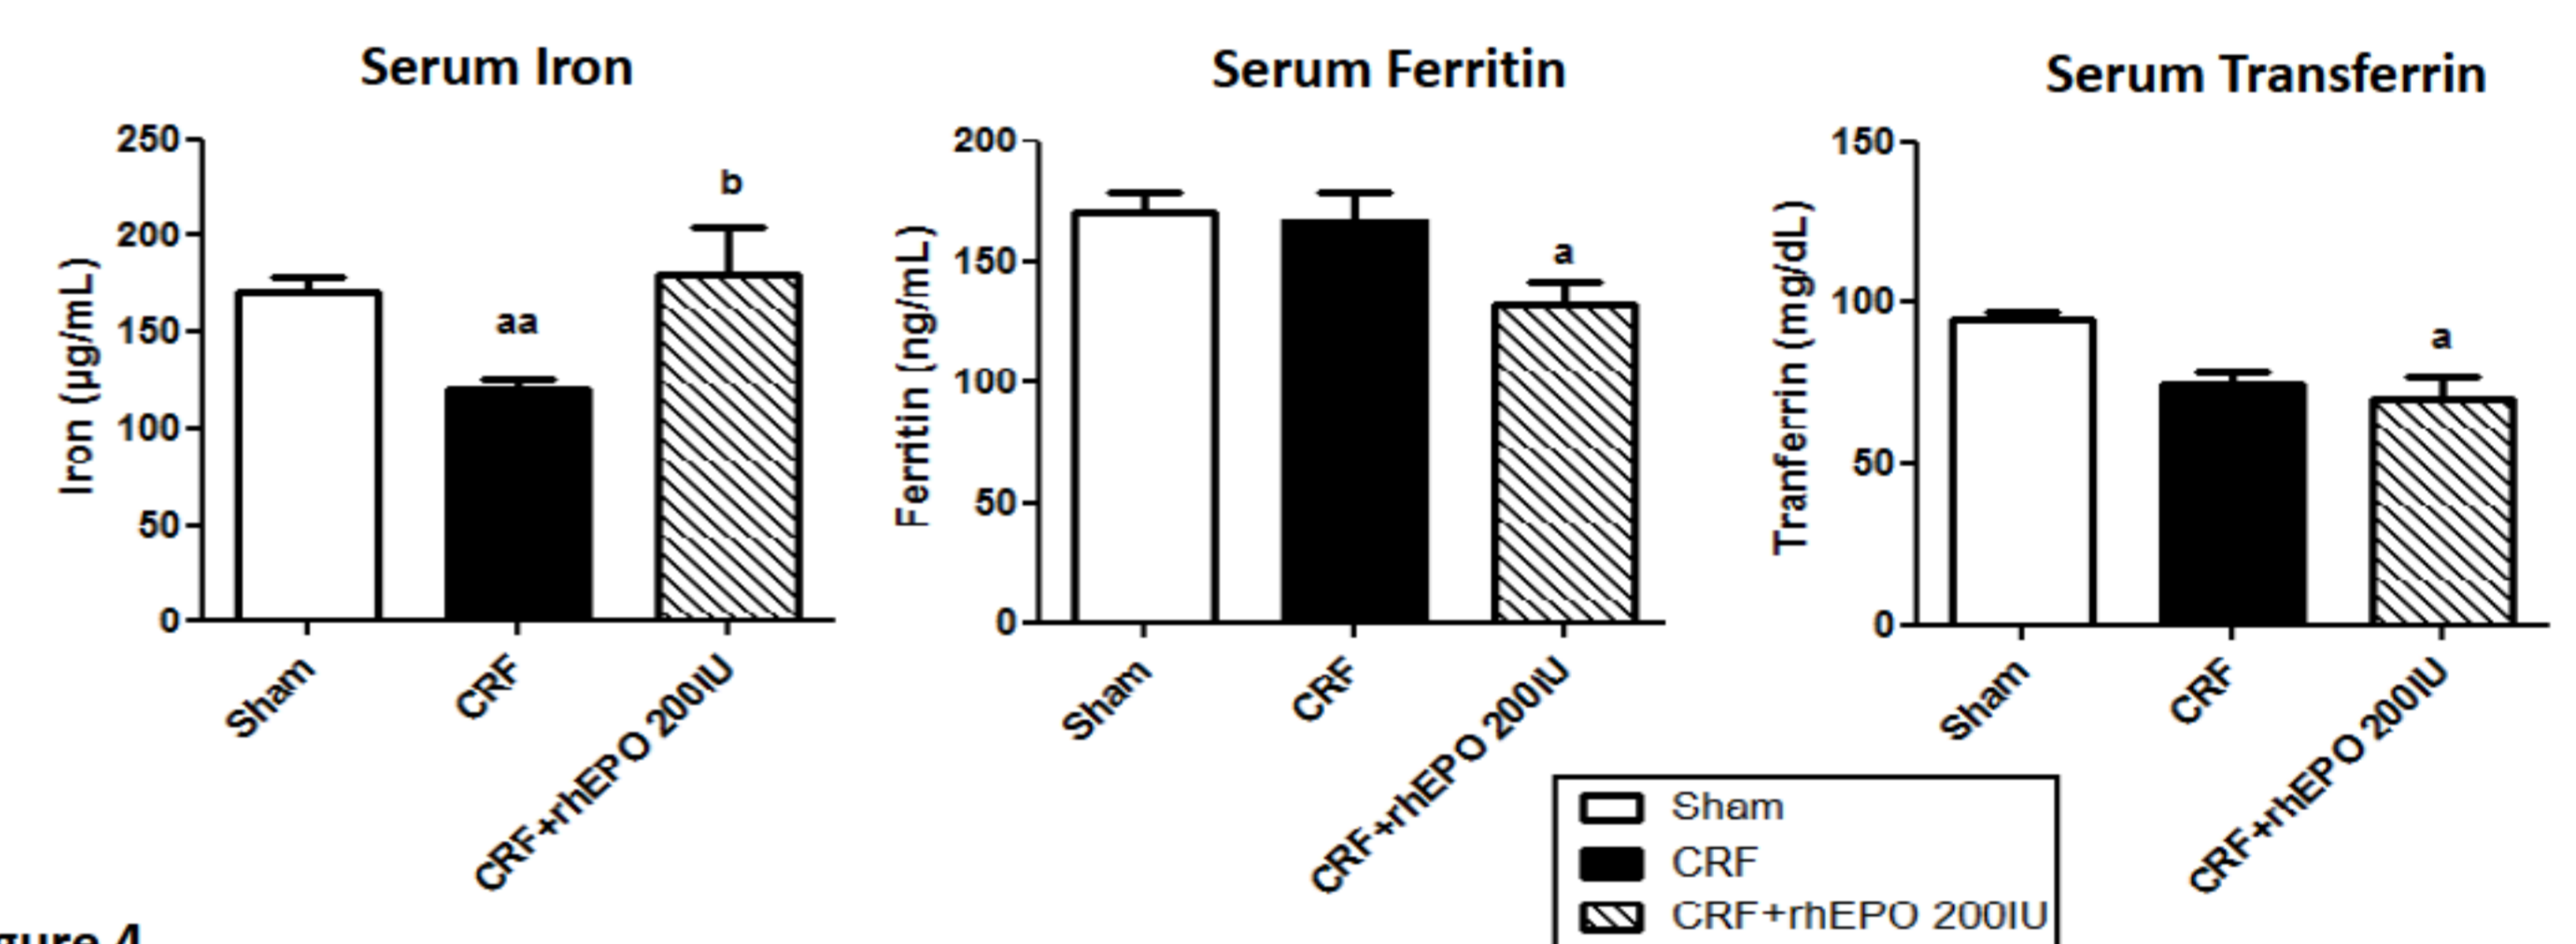 Serum Iron
250
200
150
100
50
0
Iron (µg/mL)
aa
b
Sham
CRF
CRF+rhEPO 200IU
Serum Ferritin
200
150
100
50
0
Ferritin (ng/mL)
a
Sham
CRF
CRF+rhEPO 200IU
Serum Transferrin
150
100
50
0
Tranferrin (mg/dL)
a
Sham
CRF
CRF+rhEPO 200IU
Sham
CRF
CRF+rhEPO 200IU
gure 4